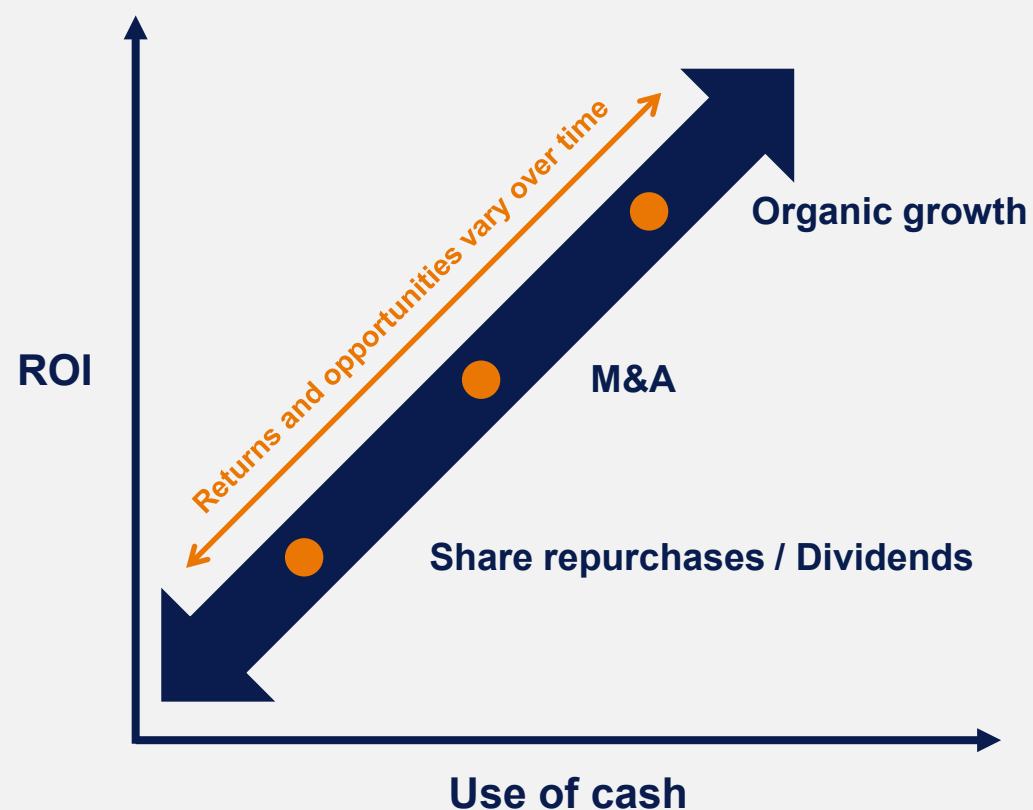 Returns and opportunities vary over time
Organic growth
ROI
M&A
Share repurchases / Dividends
Use of cash